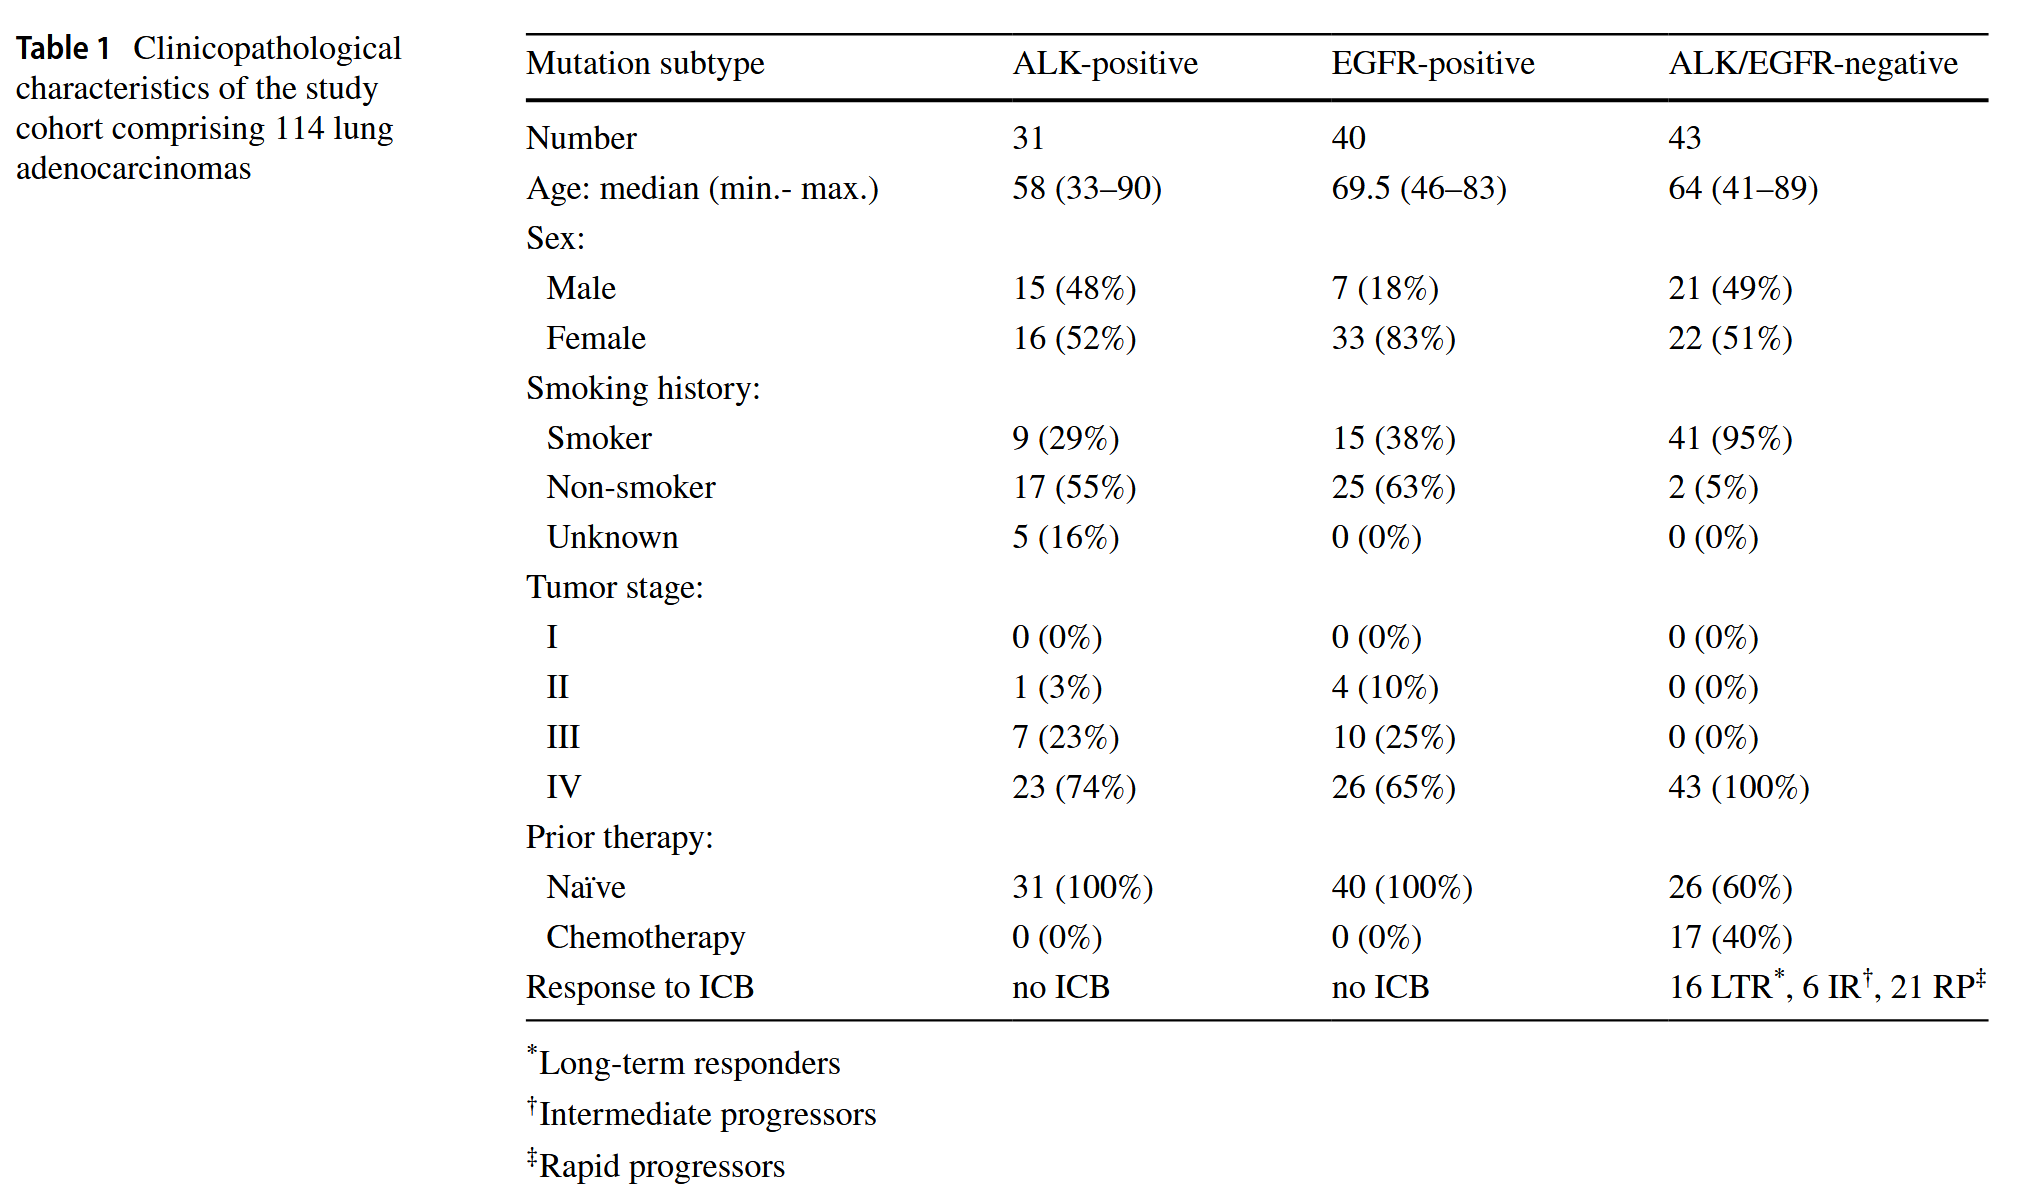 Table 1 Clinicopathological
characteristics of the study
cohort comprising 114 lung
adenocarcinomas
Mutation subtype ALK-positive EGFR-positive ALK/EGFR-negative
Number 31 40 43
Age: median (min.- max.) 58 (33–90) 69.5 (46–83) 64 (41–89)
Sex:
Male 15 (48%) 7 (18%) 21 (49%)
Female 16 (52%) 33 (83%) 22 (51%)
Smoking history:
Smoker 9 (29%) 15 (38%) 41 (95%)
Non-smoker 17 (55%) 25 (63%) 2 (5%)
Unknown 5 (16%) 0 (0%) 0 (0%)
Tumor stage:
I 0 (0%) 0 (0%) 0 (0%)
II 1 (3%) 4 (10%) 0 (0%)
III 7 (23%) 10 (25%) 0 (0%)
IV 23 (74%) 26 (65%) 43 (100%)
Prior therapy:
Naïve 31 (100%) 40 (100%) 26 (60%)
Chemotherapy 0 (0%) 0 (0%) 17 (40%)
Response to ICB no ICB no ICB 16 LTR*, 6 IR†, 21 RP‡
*Long-term responders
†Intermediate progressors
‡Rapid progressors